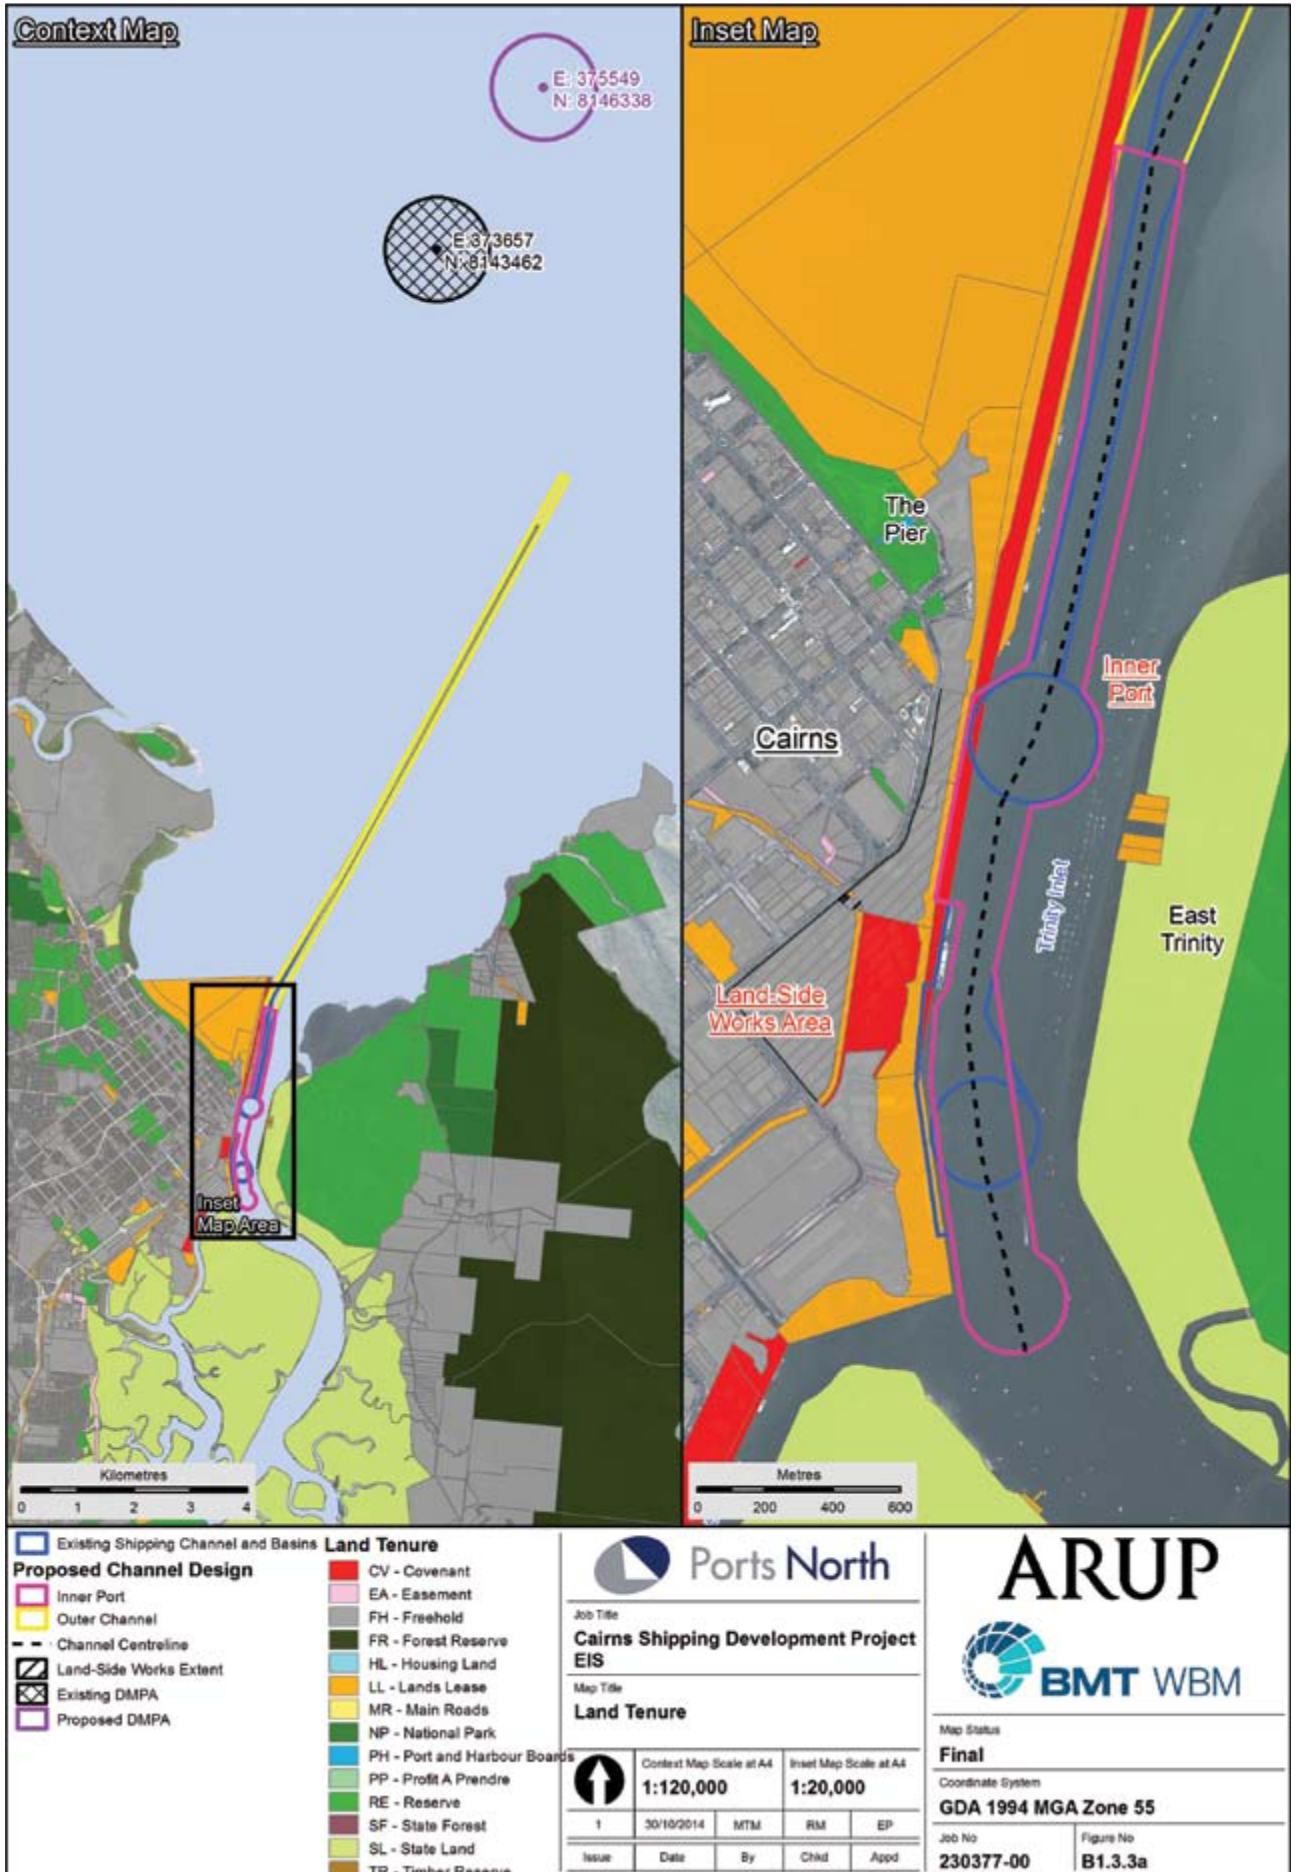 Context Map
E: 375549
N: 8146338
E:373657
N: 8143462
Inset
Map Area
Kilometres
0 1 2 3 4
Inset Map
The
Pier
Inner
Port
Cairns
Trinity Inlet
East
Trinity
Land-Side
Works Area
Metres
0 200 400 600
Existing Shipping Channel and Basins
Proposed Channel Design
Inner Port
Outer Channel
Channel Centreline
Land-Side Works Extent
Existing DMPA
Proposed DMPA
Land Tenure
CV - Covenant
EA - Easement
FH - Freehold
FR - Forest Reserve
HL - Housing Land
LL - Lands Lease
MR - Main Roads
NP - National Park
PH - Port and Harbour Boards
PP - Profit A Prendre
RE - Reserve
SF - State Forest
SL - State Land
TR - Timber Reserve
Ports North
Job Title
Cairns Shipping Development Project
EIS
Map Title
Land Tenure
Context Map Scale at A4
1:120,000
Inset Map Scale at A4
1:20,000
1 30/10/2014 MTM RM EP
Issue Date By Chkd Appd
ARUP
BMT WBM
Map Status
Final
Coordinate System
GDA 1994 MGA Zone 55
Job No
230377-00
Figure No
B1.3.3a